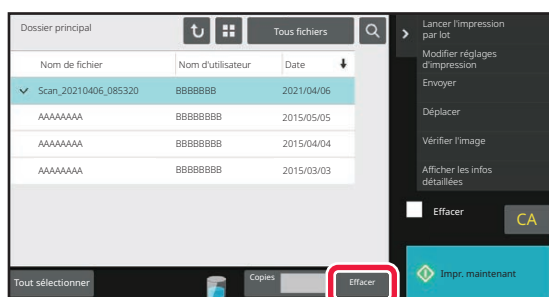 Dossier principal
Tous fichiers
Nom de fichier
Nom d'utilisateur
Date
Scan_20210406_085320
BBBBBBB
2021/04/06
AAAAAAAA
BBBBBBBB
2015/05/05
AAAAAAAA
BBBBBBBB
2015/04/04
AAAAAAAA
BBBBBBBB
2015/03/03
Tout sélectionner
Copies
Effacer
Lancer l'impression
par lot
Modifier réglages
d'impression
Envoyer
Déplacer
Vérifier l'image
Afficher les infos
détaillées
Effacer
CA
Impr. maintenant